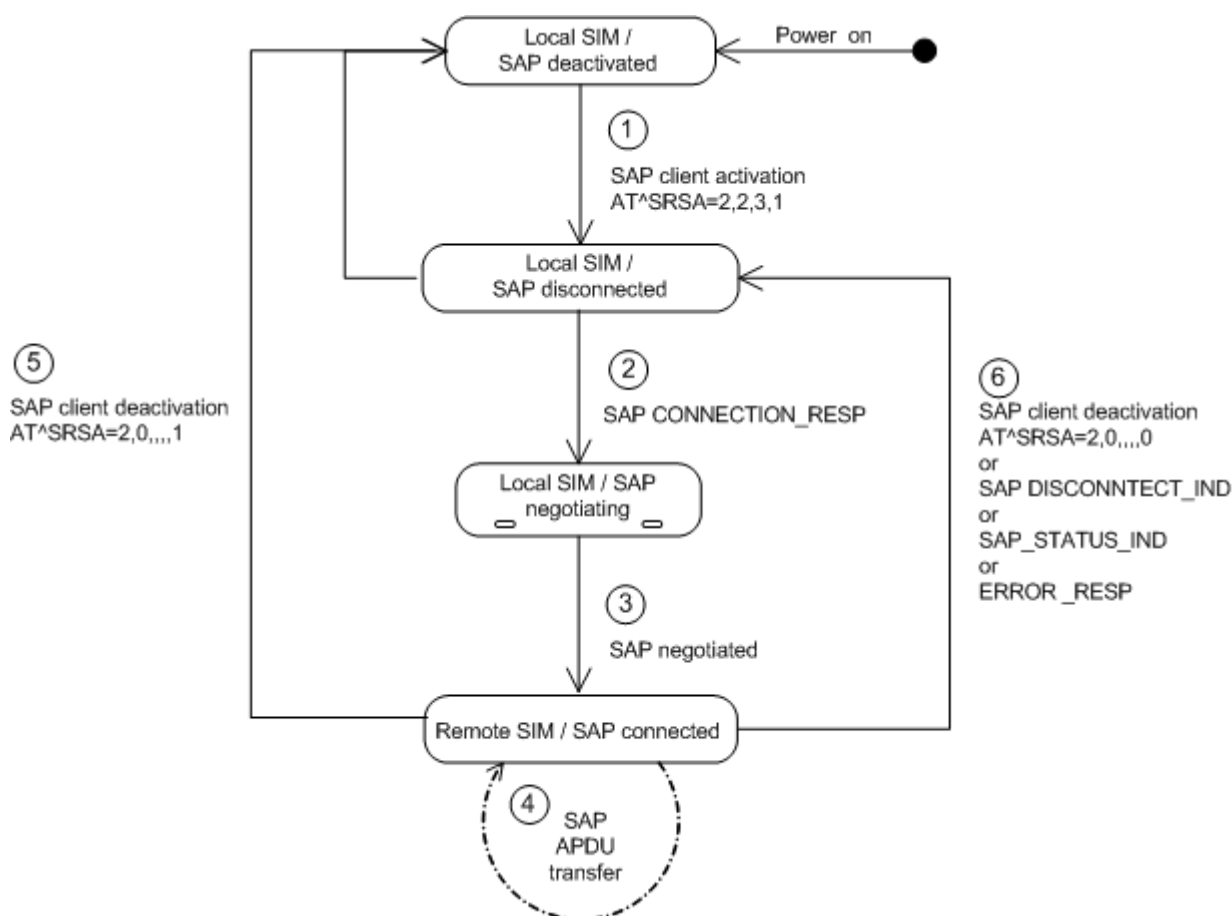 Local SIM /
SAP deactivated
Power on
1
SAP client activation
AT^SRSA=2,2,3,1
Local SIM /
SAP disconnected
5
SAP client deactivation
AT^SRSA=2,0,,,,1
2
SAP CONNECTION_RESP
6
SAP client deactivation
AT^SRSA=2,0,,,,0
or
SAP DISCONNTECT_IND
or
SAP_STATUS_IND
or
ERROR _RESP
Local SIM / SAP
negotiating
3
SAP negotiated
Remote SIM / SAP connected
4
SAP
APDU
transfer